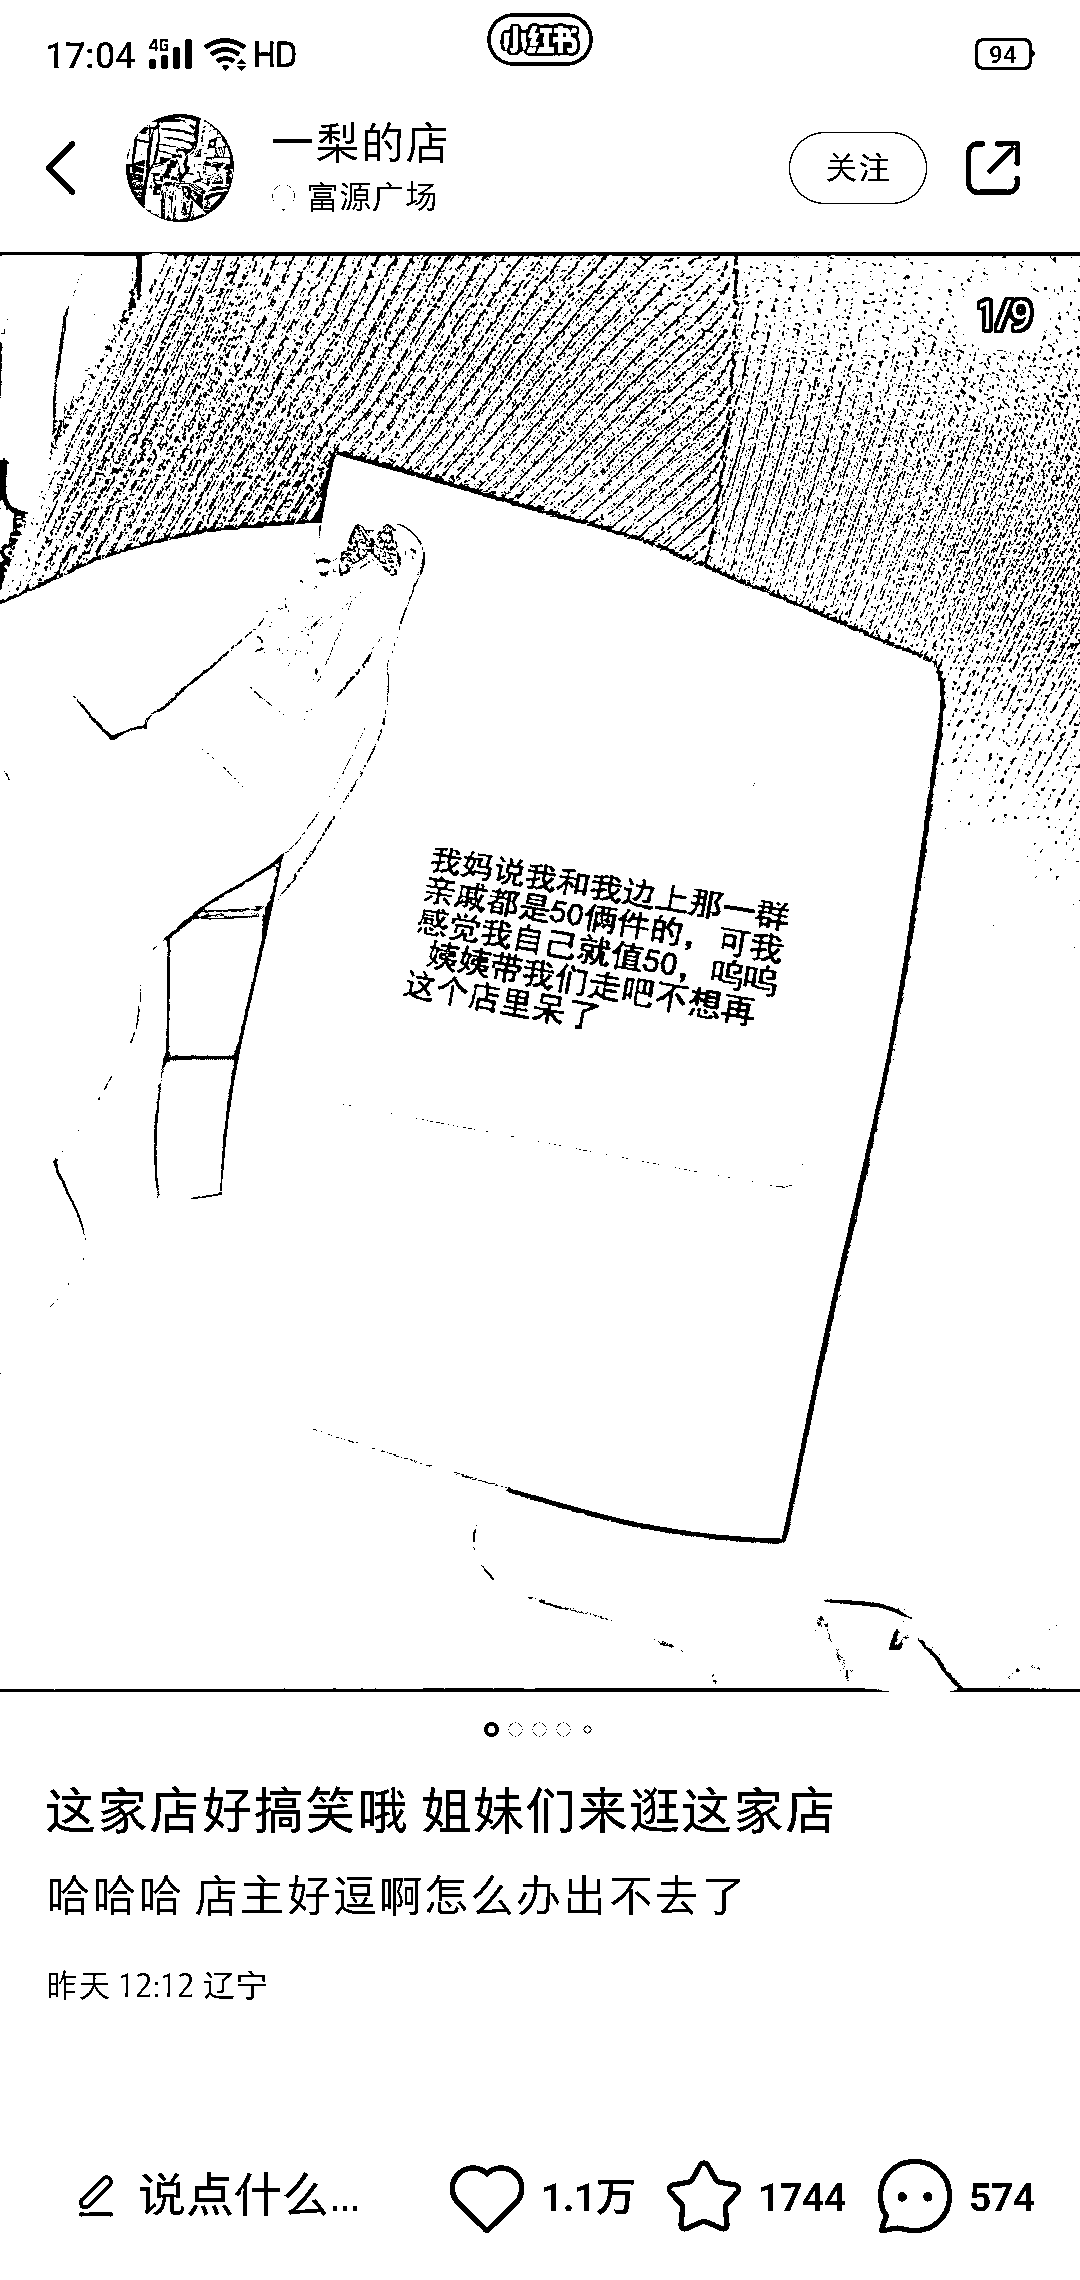 17:04 4G HD 小红书 94
一梨的店
富源广场
关注
1/9
我妈说我和我边上那一群
亲戚都是50俩件的，可我
感觉我自己就值50，呜呜
姨姨带我们走吧不想再
这个店里呆了
这家店好搞笑哦 姐妹们来逛这家店
哈哈哈 店主好逗啊怎么办出不去了
昨天 12:12 辽宁
说点什么... 1.1万 1744 574